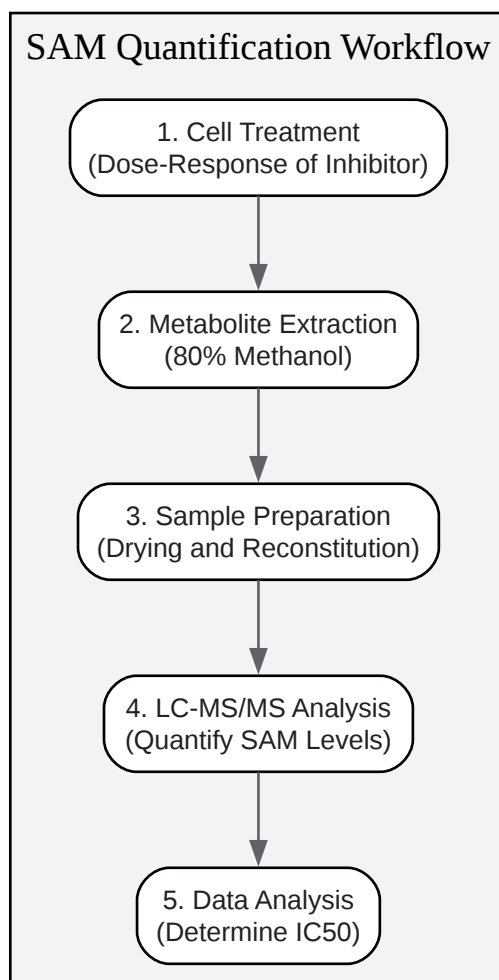 SAM Quantification Workflow
1. Cell Treatment
(Dose-Response of Inhibitor)
2. Metabolite Extraction
(80% Methanol)
3. Sample Preparation
(Drying and Reconstitution)
4. LC-MS/MS Analysis
(Quantify SAM Levels)
5. Data Analysis
(Determine IC50)